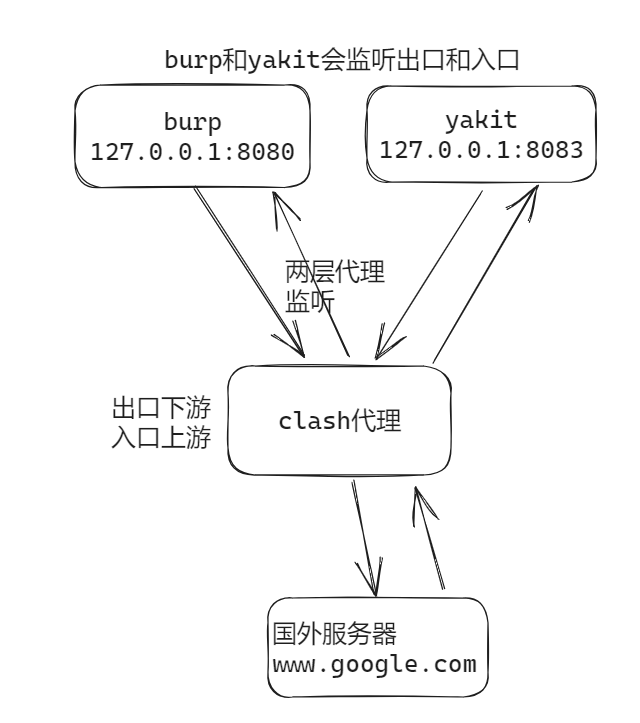 burp和yakit会监听出口和入口
burp
127.0.0.1:8080
yakit
127.0.0.1:8083
两层代理
监听
出口下游
入口上游
clash代理
国外服务器
www.google.com